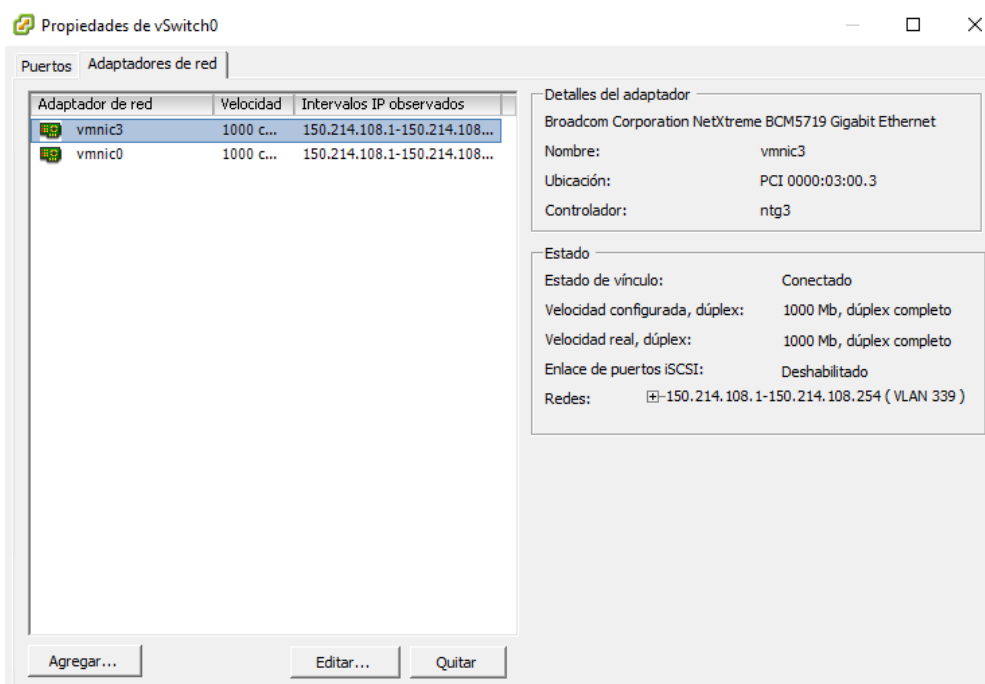 Propiedades de vSwitch0
Puertos Adaptadores de red
Adaptador de red Velocidad Intervalos IP observados
vmnic3 1000 c... 150.214.108.1-150.214.108...
vmnic0 1000 c... 150.214.108.1-150.214.108...
Detalles del adaptador
Broadcom Corporation NetXtreme BCM5719 Gigabit Ethernet
Nombre: vmnic3
Ubicación: PCI 0000:03:00.3
Controlador: ntg3
Estado
Estado de vínculo: Conectado
Velocidad configurada, dúplex: 1000 Mb, dúplex completo
Velocidad real, dúplex: 1000 Mb, dúplex completo
Enlace de puertos iSCSI: Deshabilitado
Redes: 150.214.108.1-150.214.108.254 ( VLAN 339 )
Agregar... Editar... Quitar